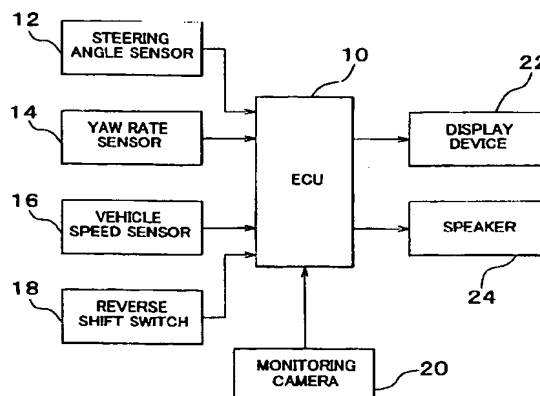 12
STEERING
ANGLE SENSOR
14
YAW RATE
SENSOR
16
VEHICLE
SPEED SENSOR
18
REVERSE
SHIFT SWITCH
10
ECU
22
DISPLAY
DEVICE
SPEAKER
24
MONITORING
CAMERA
20